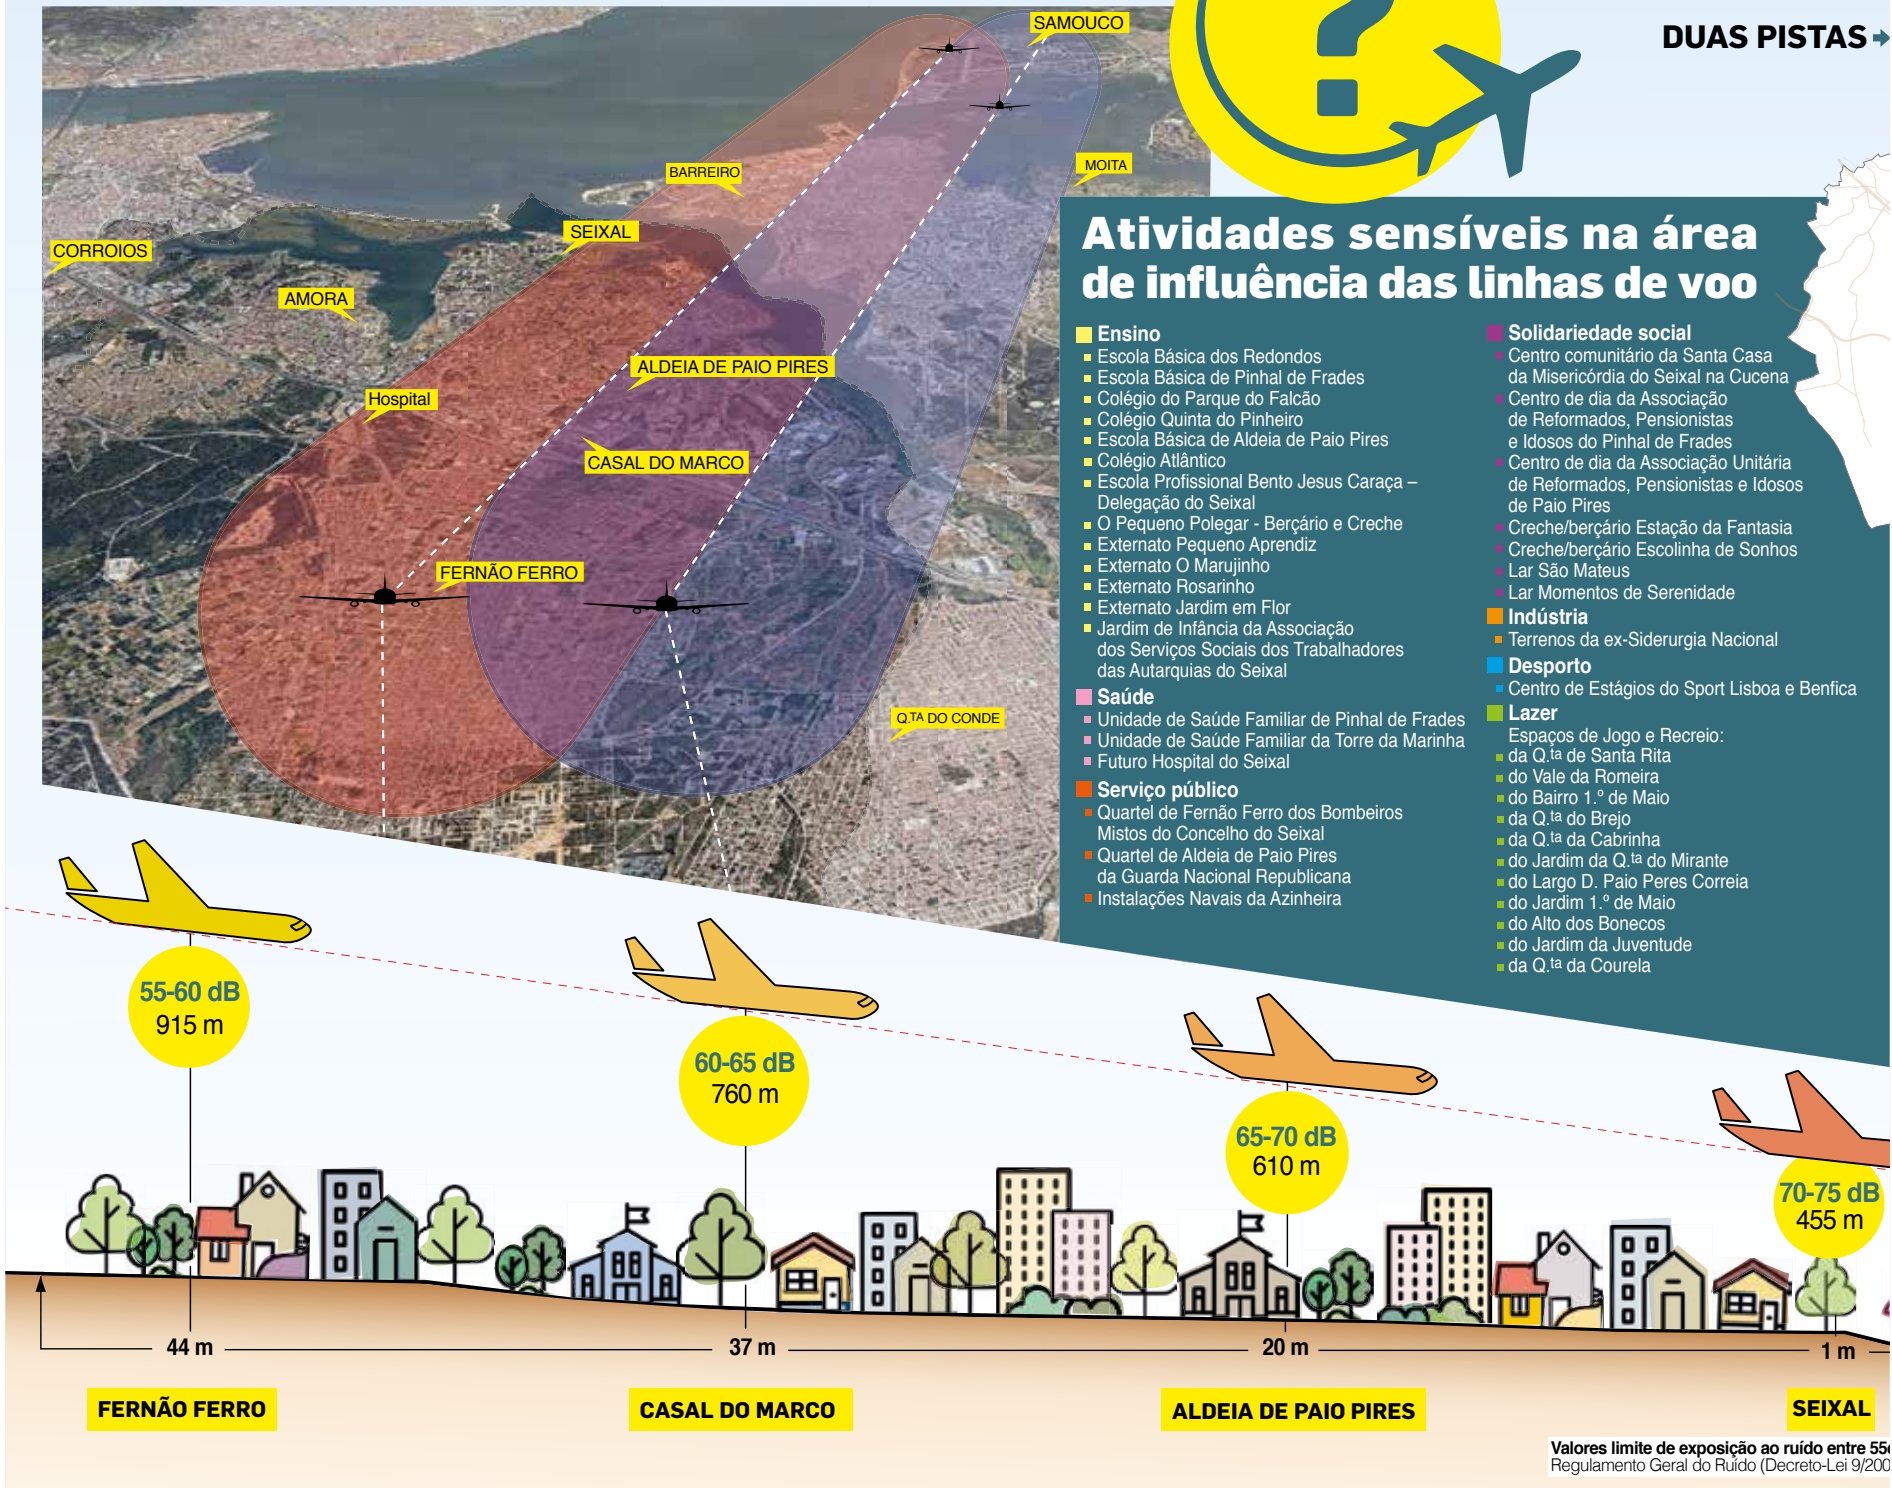 SAMOUCO
?
DUAS PISTAS
BARREIRO
MOITA
SEIXAL
CORROIOS
AMORA
ALDEIA DE PAIO PIRES
Hospital
CASAL DO MARCO
FERNÃO FERRO
Q.TA DO CONDE
Atividades sensíveis na área
de influência das linhas de voo
Ensino
Escola Básica dos Redondos
Escola Básica de Pinhal de Frades
Colégio do Parque do Falcão
Colégio Quinta do Pinheiro
Escola Básica de Aldeia de Paio Pires
Colégio Atlântico
Escola Profissional Bento Jesus Caraça –
Delegação do Seixal
O Pequeno Polegar - Berçário e Creche
Externato Pequeno Aprendiz
Externato O Marujinho
Externato Rosarinho
Externato Jardim em Flor
Jardim de Infância da Associação
dos Serviços Sociais dos Trabalhadores
das Autarquias do Seixal
Saúde
Unidade de Saúde Familiar de Pinhal de Frades
Unidade de Saúde Familiar da Torre da Marinha
Futuro Hospital do Seixal
Serviço público
Quartel de Fernão Ferro dos Bombeiros
Mistos do Concelho do Seixal
Quartel de Aldeia de Paio Pires
da Guarda Nacional Republicana
Instalações Navais da Azinheira
Solidariedade social
Centro comunitário da Santa Casa
da Misericórdia do Seixal na Cucena
Centro de dia da Associação
de Reformados, Pensionistas
e Idosos do Pinhal de Frades
Centro de dia da Associação Unitária
de Reformados, Pensionistas e Idosos
de Paio Pires
Creche/berçário Estação da Fantasia
Creche/berçário Escolinha de Sonhos
Lar São Mateus
Lar Momentos de Serenidade
Indústria
Terrenos da ex-Siderurgia Nacional
Desporto
Centro de Estágios do Sport Lisboa e Benfica
Lazer
Espaços de Jogo e Recreio:
da Q.ta de Santa Rita
do Vale da Romeira
do Bairro 1.º de Maio
da Q.ta do Brejo
da Q.ta da Cabrinha
do Jardim da Q.ta do Mirante
do Largo D. Paio Peres Correia
do Jardim 1.º de Maio
do Alto dos Bonecos
do Jardim da Juventude
da Q.ta da Courela
55-60 dB
915 m
60-65 dB
760 m
65-70 dB
610 m
70-75 dB
455 m
44 m
37 m
20 m
1 m
FERNÃO FERRO
CASAL DO MARCO
ALDEIA DE PAIO PIRES
SEIXAL
Valores limite de exposição ao ruído entre
Regulamento Geral do Ruído (Decreto-Lei